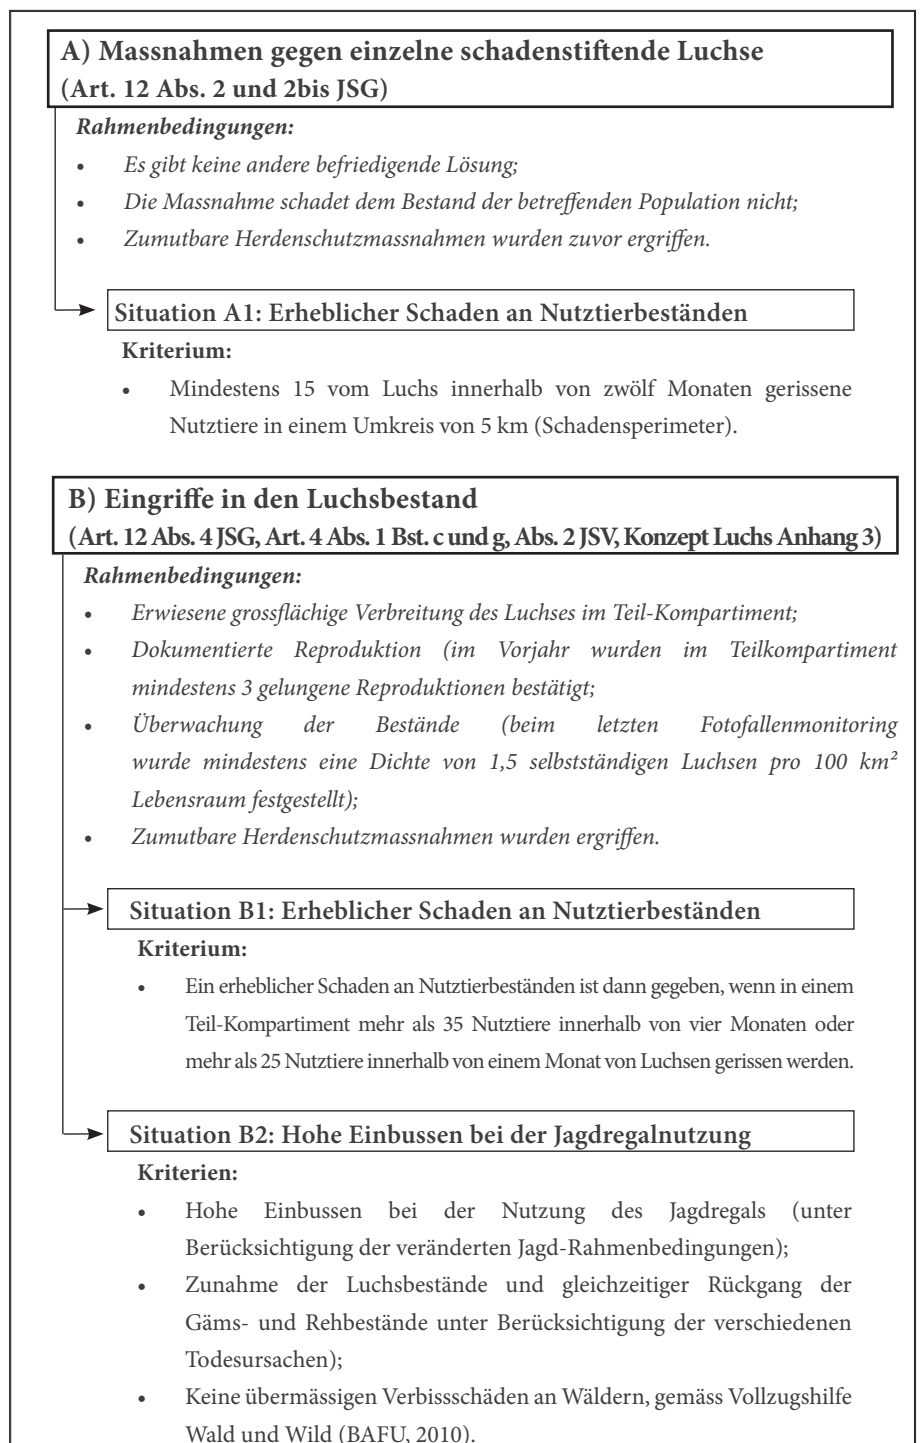 A) Massnahmen gegen einzelne schadenstiftende Luchse
(Art. 12 Abs. 2 und 2bis JSG)
Rahmenbedingungen:
• Es gibt keine andere befriedigende Lösung;
• Die Massnahme schadet dem Bestand der betreffenden Population nicht;
• Zumutbare Herdenschutzmassnahmen wurden zuvor ergriffen.
Situation A1: Erheblicher Schaden an Nutztierbeständen
Kriterium:
• Mindestens 15 vom Luchs innerhalb von zwölf Monaten gerissene
Nutztiere in einem Umkreis von 5 km (Schadensperimeter).
B) Eingriffe in den Luchsbestand
(Art. 12 Abs. 4 JSG, Art. 4 Abs. 1 Bst. c und g, Abs. 2 JSV, Konzept Luchs Anhang 3)
Rahmenbedingungen:
• Erwiesene grossflächige Verbreitung des Luchses im Teil-Kompartiment;
• Dokumentierte Reproduktion (im Vorjahr wurden im Teilkompartiment
mindestens 3 gelungene Reproduktionen bestätigt;
• Überwachung der Bestände (beim letzten Fotofallenmonitoring
wurde mindestens eine Dichte von 1,5 selbstständigen Luchsen pro 100 km²
Lebensraum festgestellt);
• Zumutbare Herdenschutzmassnahmen wurden ergriffen.
Situation B1: Erheblicher Schaden an Nutztierbeständen
Kriterium:
• Ein erheblicher Schaden an Nutztierbeständen ist dann gegeben, wenn in einem
Teil-Kompartiment mehr als 35 Nutztiere innerhalb von vier Monaten oder
mehr als 25 Nutztiere innerhalb von einem Monat von Luchsen gerissen werden.
Situation B2: Hohe Einbussen bei der Jagdregalnutzung
Kriterien:
• Hohe Einbussen bei der Nutzung des Jagdregals (unter
Berücksichtigung der veränderten Jagd-Rahmenbedingungen);
• Zunahme der Luchsbestände und gleichzeitiger Rückgang der
Gäms- und Rehbestände unter Berücksichtigung der verschiedenen
Todesursachen);
• Keine übermässigen Verbissschäden an Wäldern, gemäss Vollzugshilfe
Wald und Wild (BAFU, 2010).